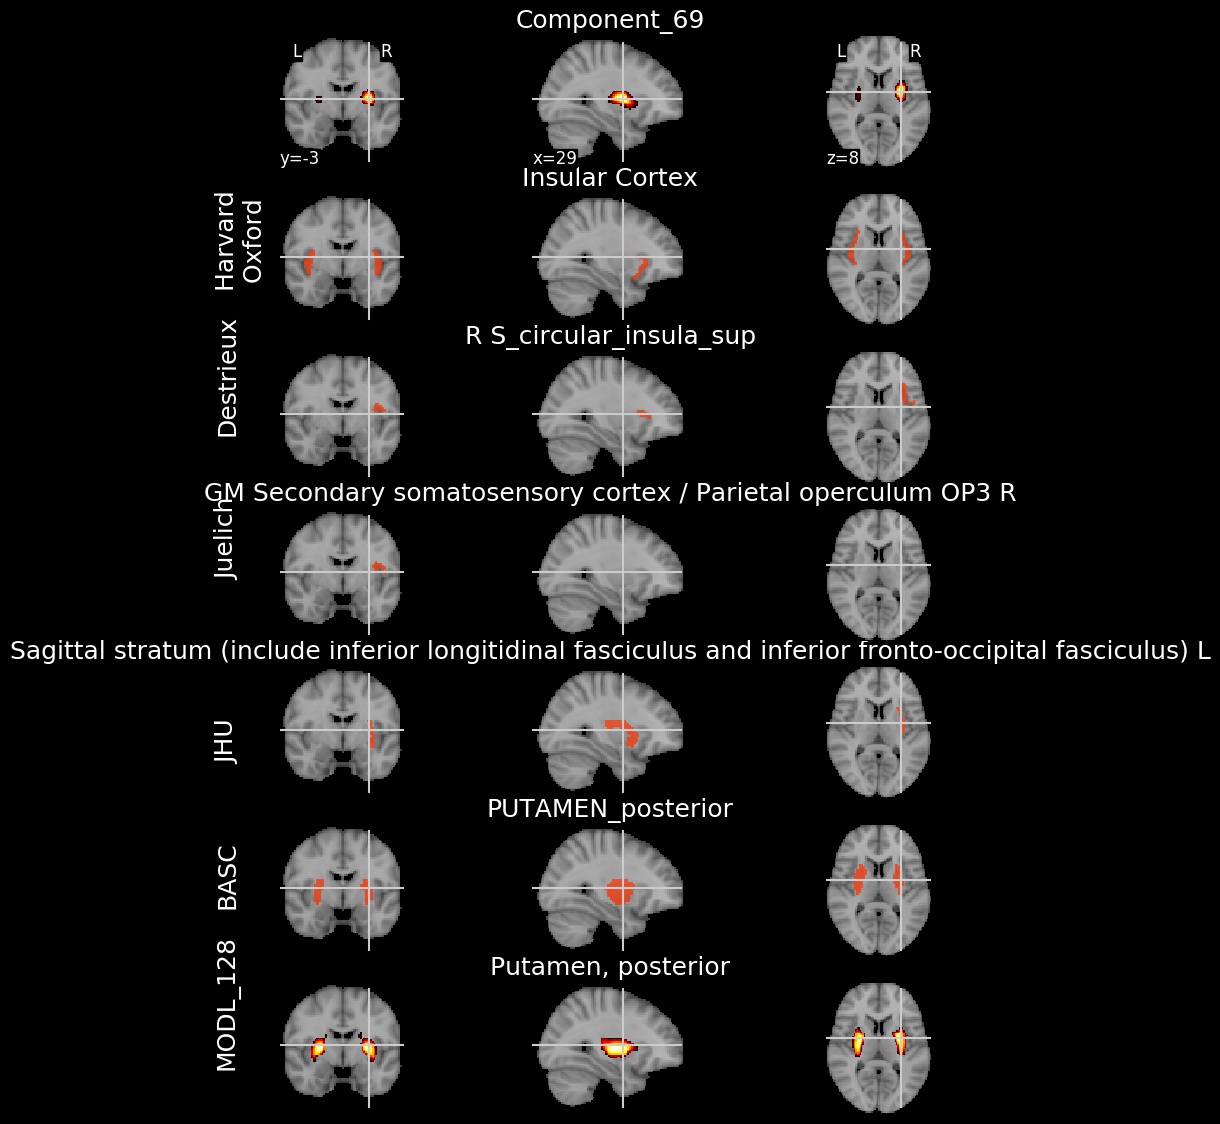 Component_69
L R
L R
y=-3
x=29
z=8
Insular Cortex
Harvard
Oxford
R S_circular_insula_sup
Destrieux
GM Secondary somatosensory cortex / Parietal operculum OP3 R
Juelich
Sagittal stratum (include inferior longitidinal fasciculus and inferior fronto-occipital fasciculus) L
JHU
PUTAMEN_posterior
BASC
Putamen, posterior
MODL_128